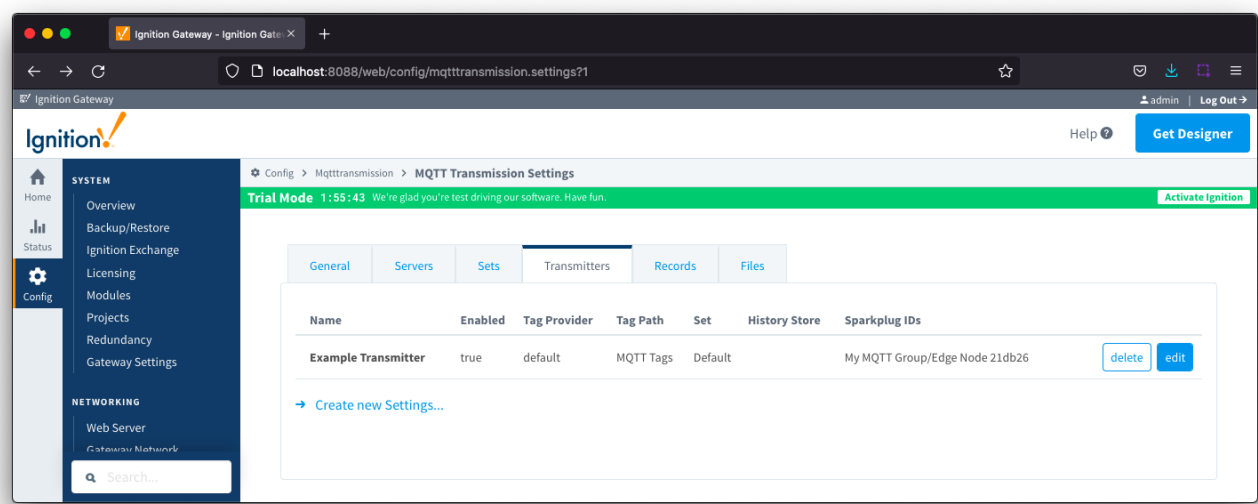 Ignition Gateway - Ignition Gate
localhost:8088/web/config/mqtttransmission.settings?1
Ignition Gateway
admin | Log Out
Ignition!
Help
Get Designer
Home
Status
Config
SYSTEM
Overview
Backup/Restore
Ignition Exchange
Licensing
Modules
Projects
Redundancy
Gateway Settings
NETWORKING
Web Server
Gateway Network
Search...
Config > Mqtttransmission > MQTT Transmission Settings
Trial Mode 1:55:43 We're glad you're test driving our software. Have fun.
Activate Ignition
General Servers Sets Transmitters Records Files
Name Enabled Tag Provider Tag Path Set History Store Sparkplug IDs
Example Transmitter true default MQTT Tags Default My MQTT Group/Edge Node 21db26 delete edit
Create new Settings...